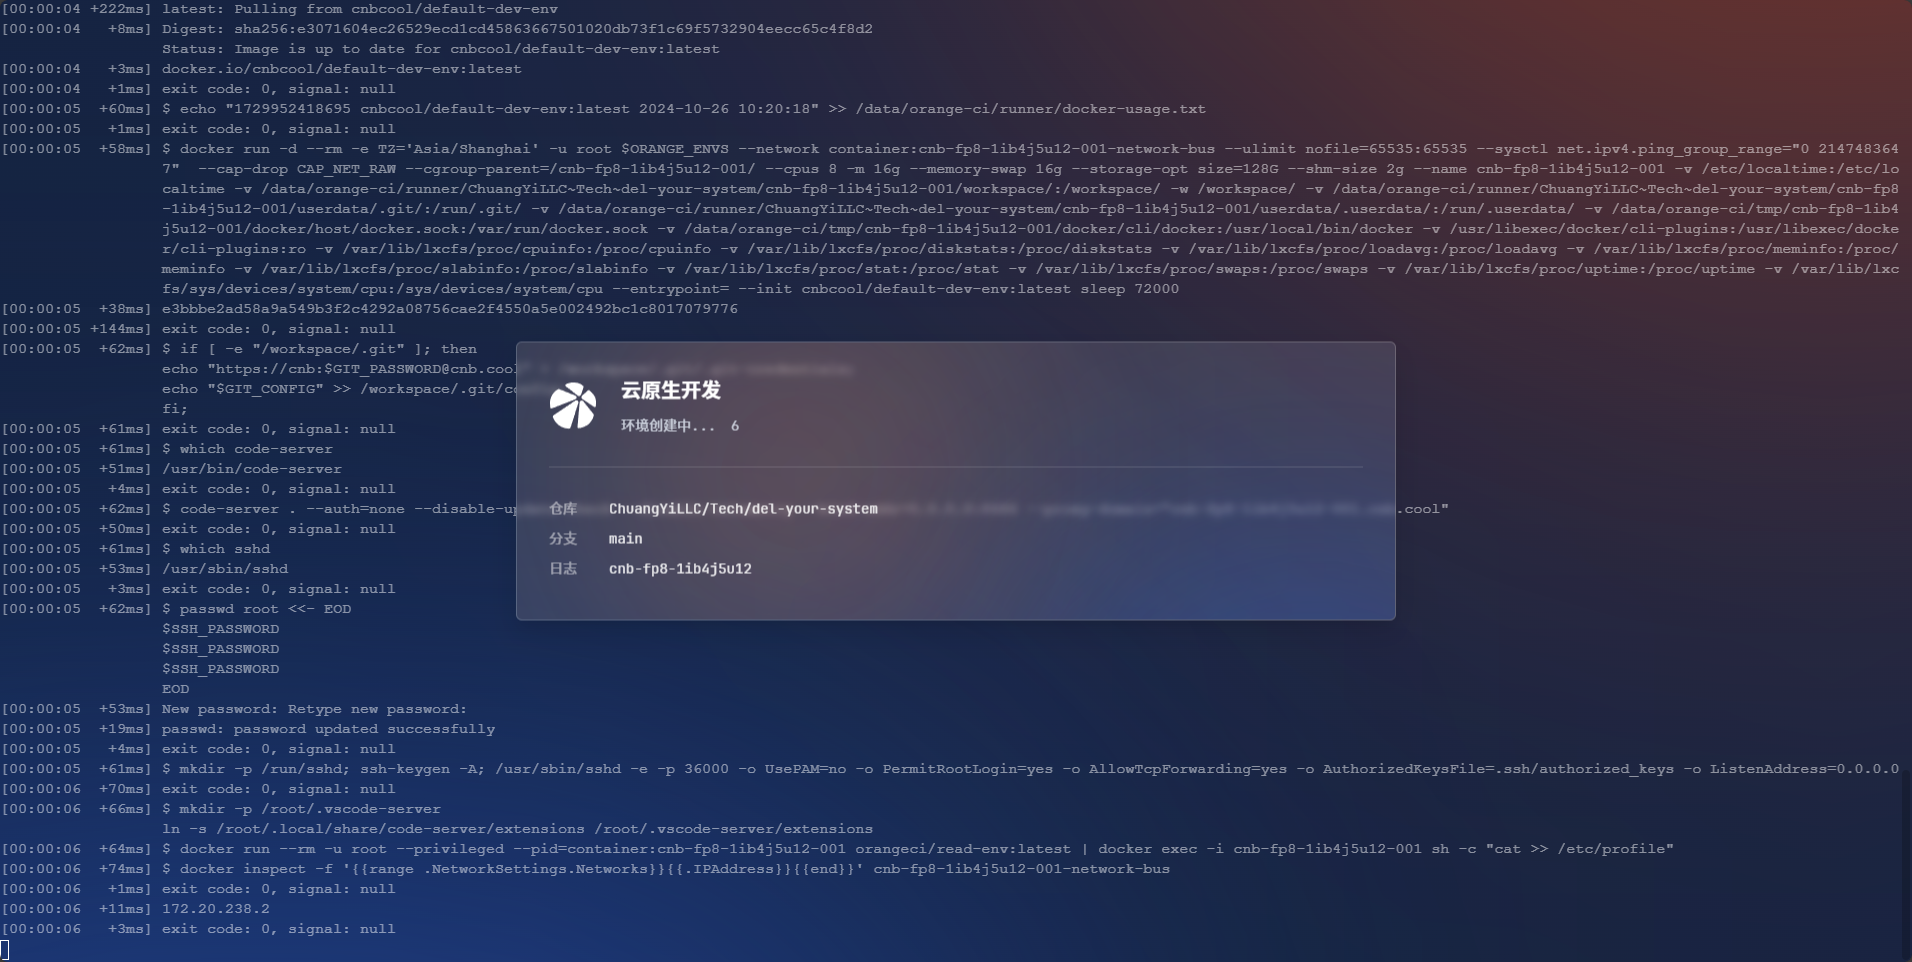 [00:00:04 +222ms] latest: Pulling from cnbcool/default-dev-env
[00:00:04   +8ms] Digest: sha256:e3071604ec26529ecd1cd45863667501020db73f1c69f5732904eecc65c4f8d2
Status: Image is up to date for cnbcool/default-dev-env:latest
[00:00:04   +3ms] docker.io/cnbcool/default-dev-env:latest
[00:00:04   +1ms] exit code: 0, signal: null
[00:00:05  +60ms] $ echo "1729952418695 cnbcool/default-dev-env:latest 2024-10-26 10:20:18" >> /data/orange-ci/runner/docker-usage.txt
[00:00:05   +1ms] exit code: 0, signal: null
[00:00:05  +58ms] $ docker run -d --rm -e TZ='Asia/Shanghai' -u root $ORANGE_ENVS --network container:cnb-fp8-1ib4j5u12-001-network-bus --ulimit nofile=65535:65535 --sysctl net.ipv4.ping_group_range="0 214748364
7"  --cap-drop CAP_NET_RAW --cgroup-parent=/cnb-fp8-1ib4j5u12-001/ --cpus 8 -m 16g --memory-swap 16g --storage-opt size=128G --shm-size 2g --name cnb-fp8-1ib4j5u12-001 -v /etc/localtime:/etc/lo
caltime -v /data/orange-ci/runner/ChuangYiLLC~Tech~del-your-system/cnb-fp8-1ib4j5u12-001/workspace/:/workspace/ -w /workspace/ -v /data/orange-ci/runner/ChuangYiLLC~Tech~del-your-system/cnb-fp8
-1ib4j5u12-001/userdata/.git/:/run/.git/ -v /data/orange-ci/runner/ChuangYiLLC~Tech~del-your-system/cnb-fp8-1ib4j5u12-001/userdata/.userdata/:/run/.userdata/ -v /data/orange-ci/tmp/cnb-fp8-1ib4
j5u12-001/docker/host/docker.sock:/var/run/docker.sock -v /data/orange-ci/tmp/cnb-fp8-1ib4j5u12-001/docker/cli/docker:/usr/local/bin/docker -v /usr/libexec/docker/cli-plugins:/usr/libexec/docke
r/cli-plugins:ro -v /var/lib/lxcfs/proc/cpuinfo:/proc/cpuinfo -v /var/lib/lxcfs/proc/diskstats:/proc/diskstats -v /var/lib/lxcfs/proc/loadavg:/proc/loadavg -v /var/lib/lxcfs/proc/meminfo:/proc/
meminfo -v /var/lib/lxcfs/proc/slabinfo:/proc/slabinfo -v /var/lib/lxcfs/proc/stat:/proc/stat -v /var/lib/lxcfs/proc/swaps:/proc/swaps -v /var/lib/lxcfs/proc/uptime:/proc/uptime -v /var/lib/lxc
fs/sys/devices/system/cpu:/sys/devices/system/cpu --entrypoint= --init cnbcool/default-dev-env:latest sleep 72000
[00:00:05  +38ms] e3bbbe2ad58a9a549b3f2c4292a08756cae2f4550a5e002492bc1c8017079776
[00:00:05 +144ms] exit code: 0, signal: null
[00:00:05  +62ms] $ if [ -e "/workspace/.git" ]; then
echo "https://cnb:$GIT_PASSWORD@cnb.cool
echo "$GIT_CONFIG" >> /workspace/.git/co
fi;
[00:00:05  +61ms] exit code: 0, signal: null
[00:00:05  +61ms] $ which code-server
[00:00:05  +51ms] /usr/bin/code-server
[00:00:05   +4ms] exit code: 0, signal: null
[00:00:05  +62ms] $ code-server . --auth=none --disable-up .cool"
[00:00:05  +50ms] exit code: 0, signal: null
[00:00:05  +61ms] $ which sshd
[00:00:05  +53ms] /usr/sbin/sshd
[00:00:05   +3ms] exit code: 0, signal: null
[00:00:05  +62ms] $ passwd root <<- EOD
$SSH_PASSWORD
$SSH_PASSWORD
$SSH_PASSWORD
EOD
[00:00:05  +53ms] New password: Retype new password:
[00:00:05  +19ms] passwd: password updated successfully
[00:00:05   +4ms] exit code: 0, signal: null
[00:00:05  +61ms] $ mkdir -p /run/sshd; ssh-keygen -A; /usr/sbin/sshd -e -p 36000 -o UsePAM=no -o PermitRootLogin=yes -o AllowTcpForwarding=yes -o AuthorizedKeysFile=.ssh/authorized_keys -o ListenAddress=0.0.0.0
[00:00:06  +70ms] exit code: 0, signal: null
[00:00:06  +66ms] $ mkdir -p /root/.vscode-server
ln -s /root/.local/share/code-server/extensions /root/.vscode-server/extensions
[00:00:06  +64ms] $ docker run --rm -u root --privileged --pid=container:cnb-fp8-1ib4j5u12-001 orangeci/read-env:latest | docker exec -i cnb-fp8-1ib4j5u12-001 sh -c "cat >> /etc/profile"
[00:00:06  +74ms] $ docker inspect -f '{{range .NetworkSettings.Networks}}{{.IPAddress}}{{end}}' cnb-fp8-1ib4j5u12-001-network-bus
[00:00:06   +1ms] exit code: 0, signal: null
[00:00:06  +11ms] 172.20.238.2
[00:00:06   +3ms] exit code: 0, signal: null
云原生开发
环境创建中... 6
仓库 ChuangYiLLC/Tech/del-your-system
分支 main
日志 cnb-fp8-1ib4j5u12